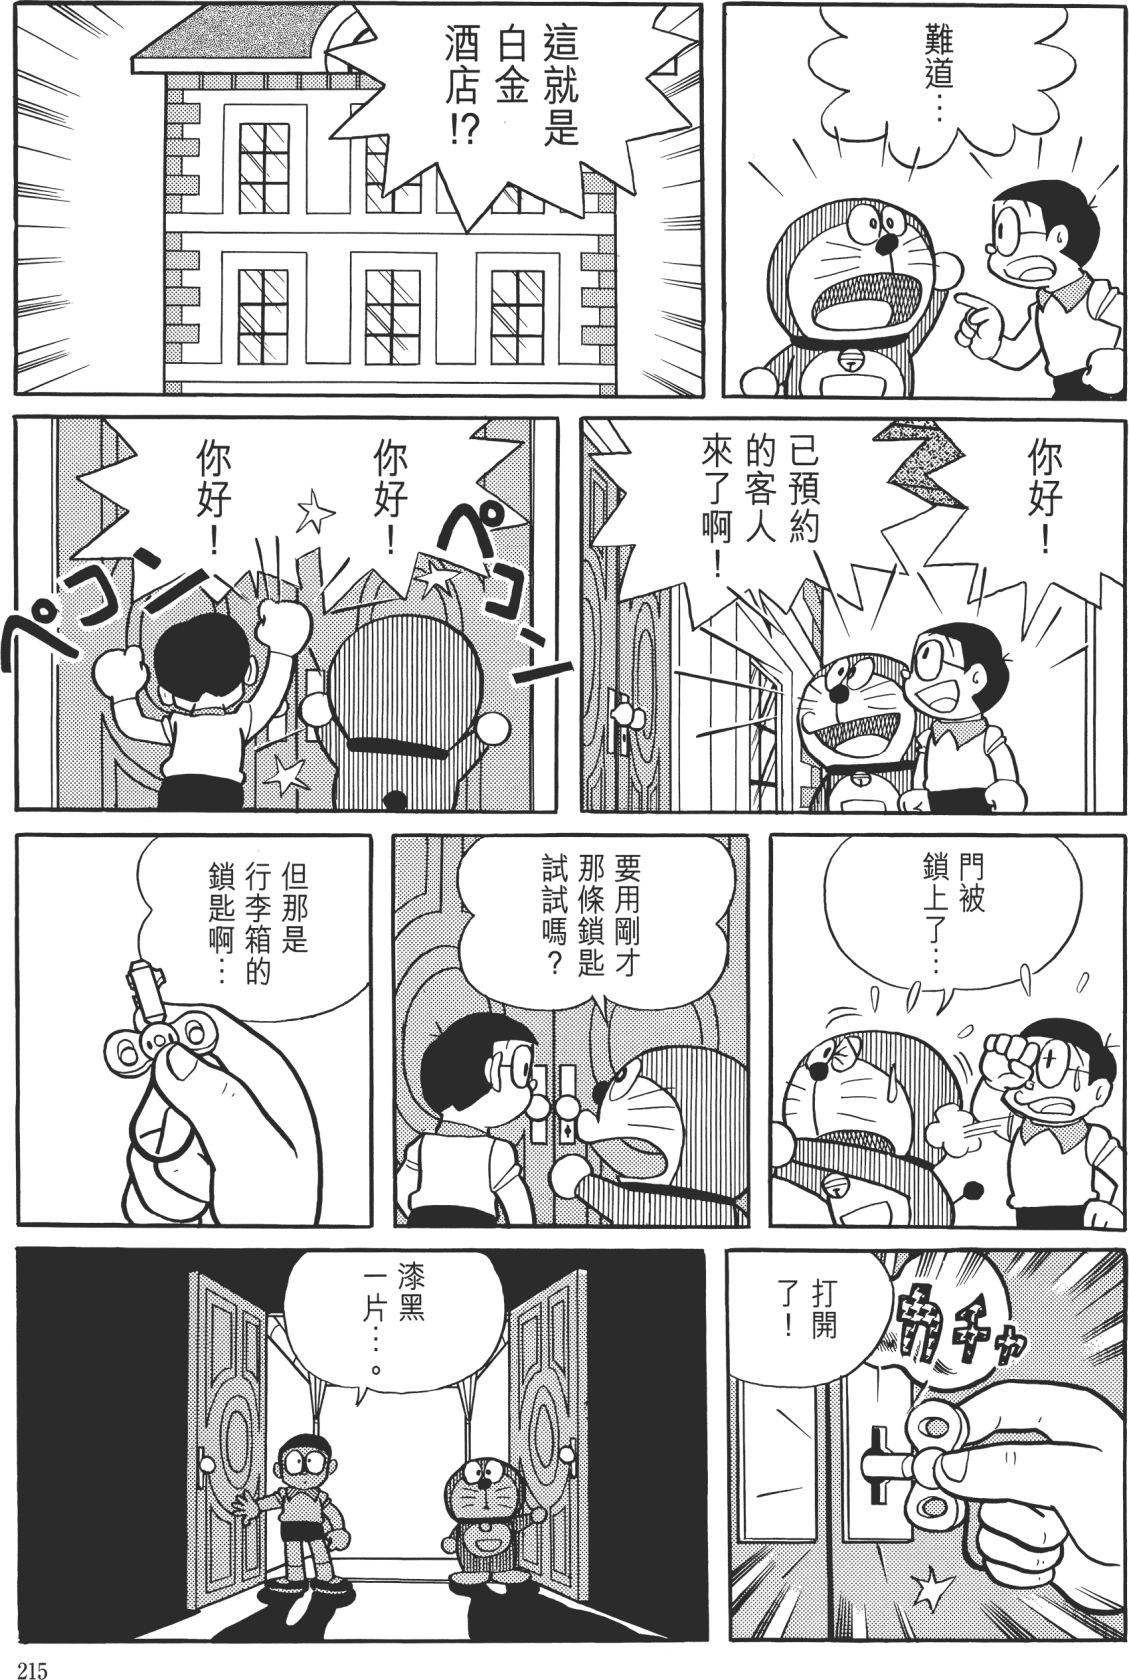 難道…
這就是
白金
酒店!?
你好！
已預約
的客人
來了啊！
你好！
你好！
ペコン
ペコン
門被
鎖上了…
要用剛才
那條鎖匙
試試嗎？
但那是
行李箱的
鎖匙啊…
カチャ
打開
了！
漆黑
一片…。
215